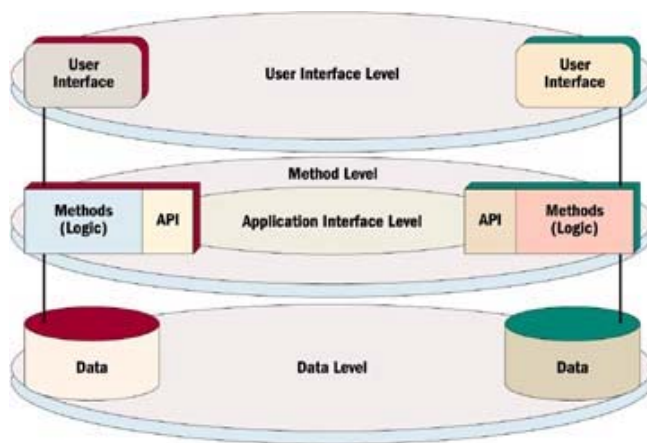 User
Interface
User Interface Level
User
Interface
Method Level
Methods
(Logic)
API
Application Interface Level
API
Methods
(Logic)
Data
Data Level
Data